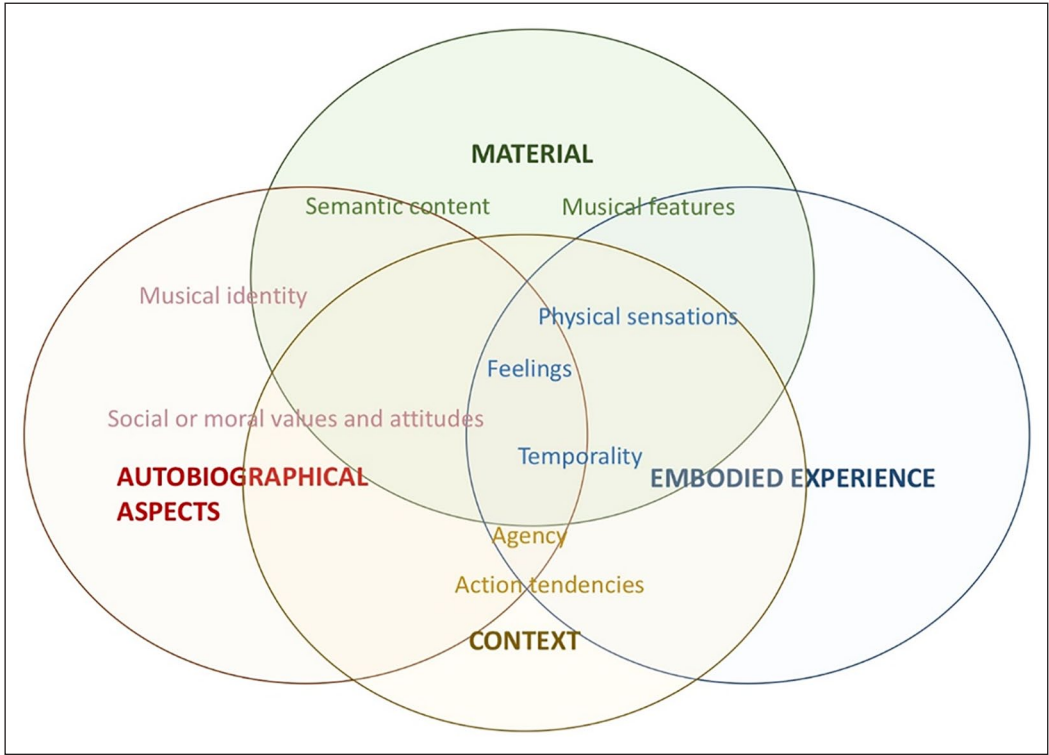 MATERIAL
Semantic content
Musical features
Musical identity
Physical sensations
Feelings
Social or moral values and attitudes
Temporality
AUTOBIOGRAPHICAL
ASPECTS
EMBODIED EXPERIENCE
Agency
Action tendencies
CONTEXT